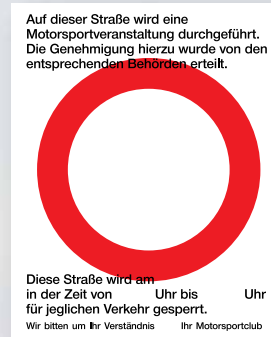 Auf dieser Straße wird eine
Motorsportveranstaltung durchgeführt.
Die Genehmigung hierzu wurde von den
entsprechenden Behörden erteilt.
Diese Straße wird am
in der Zeit von Uhr bis Uhr
für jeglichen Verkehr gesperrt.
Wir bitten um Ihr Verständnis Ihr Motorsportclub